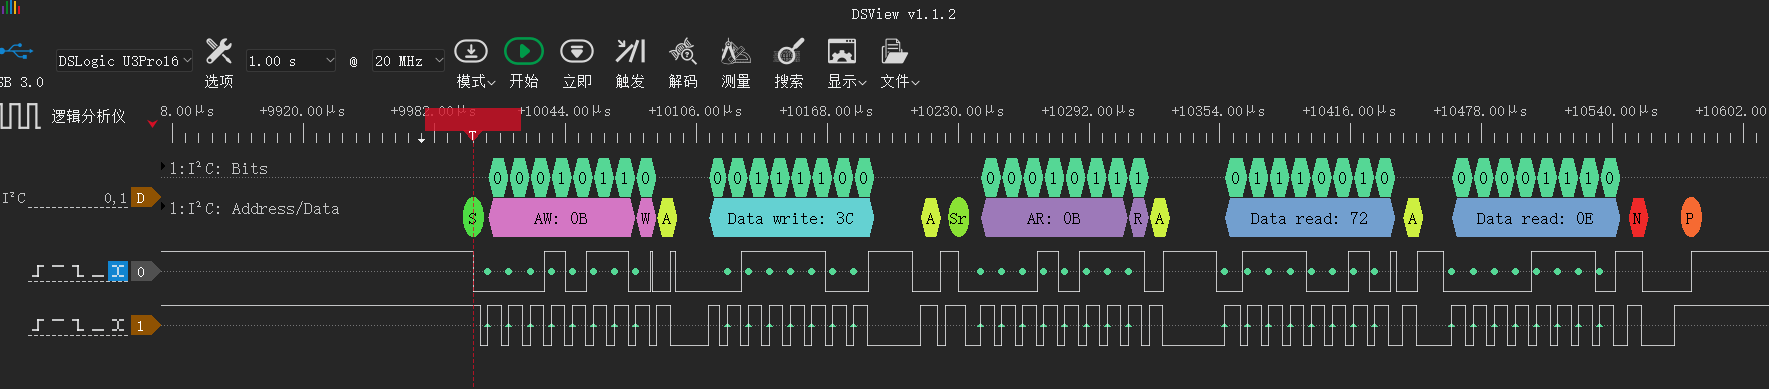 DSView v1.1.2
SB 3.0 DSLogic U3Pro16 选项 1.00 s @ 20 MHz 模式 开始 立即 触发 解码 测量 搜索 显示 文件
逻辑分析仪 8.00μs +9920.00μs +9982.00μs +10044.00μs +10106.00μs +10168.00μs +10230.00μs +10292.00μs +10354.00μs +10416.00μs +10478.00μs +10540.00μs +10602.00
T
1:I²C: Bits 0 0 0 1 0 1 1 0 0 0 1 1 1 1 0 0 0 0 0 1 0 1 1 1 0 1 1 1 0 0 1 0 0 0 0 0 1 1 1 0
I²C 0,1 D
1:I²C: Address/Data S AW: 0B W A Data write: 3C A Sr AR: 0B R A Data read: 72 A Data read: 0E N P
0
1